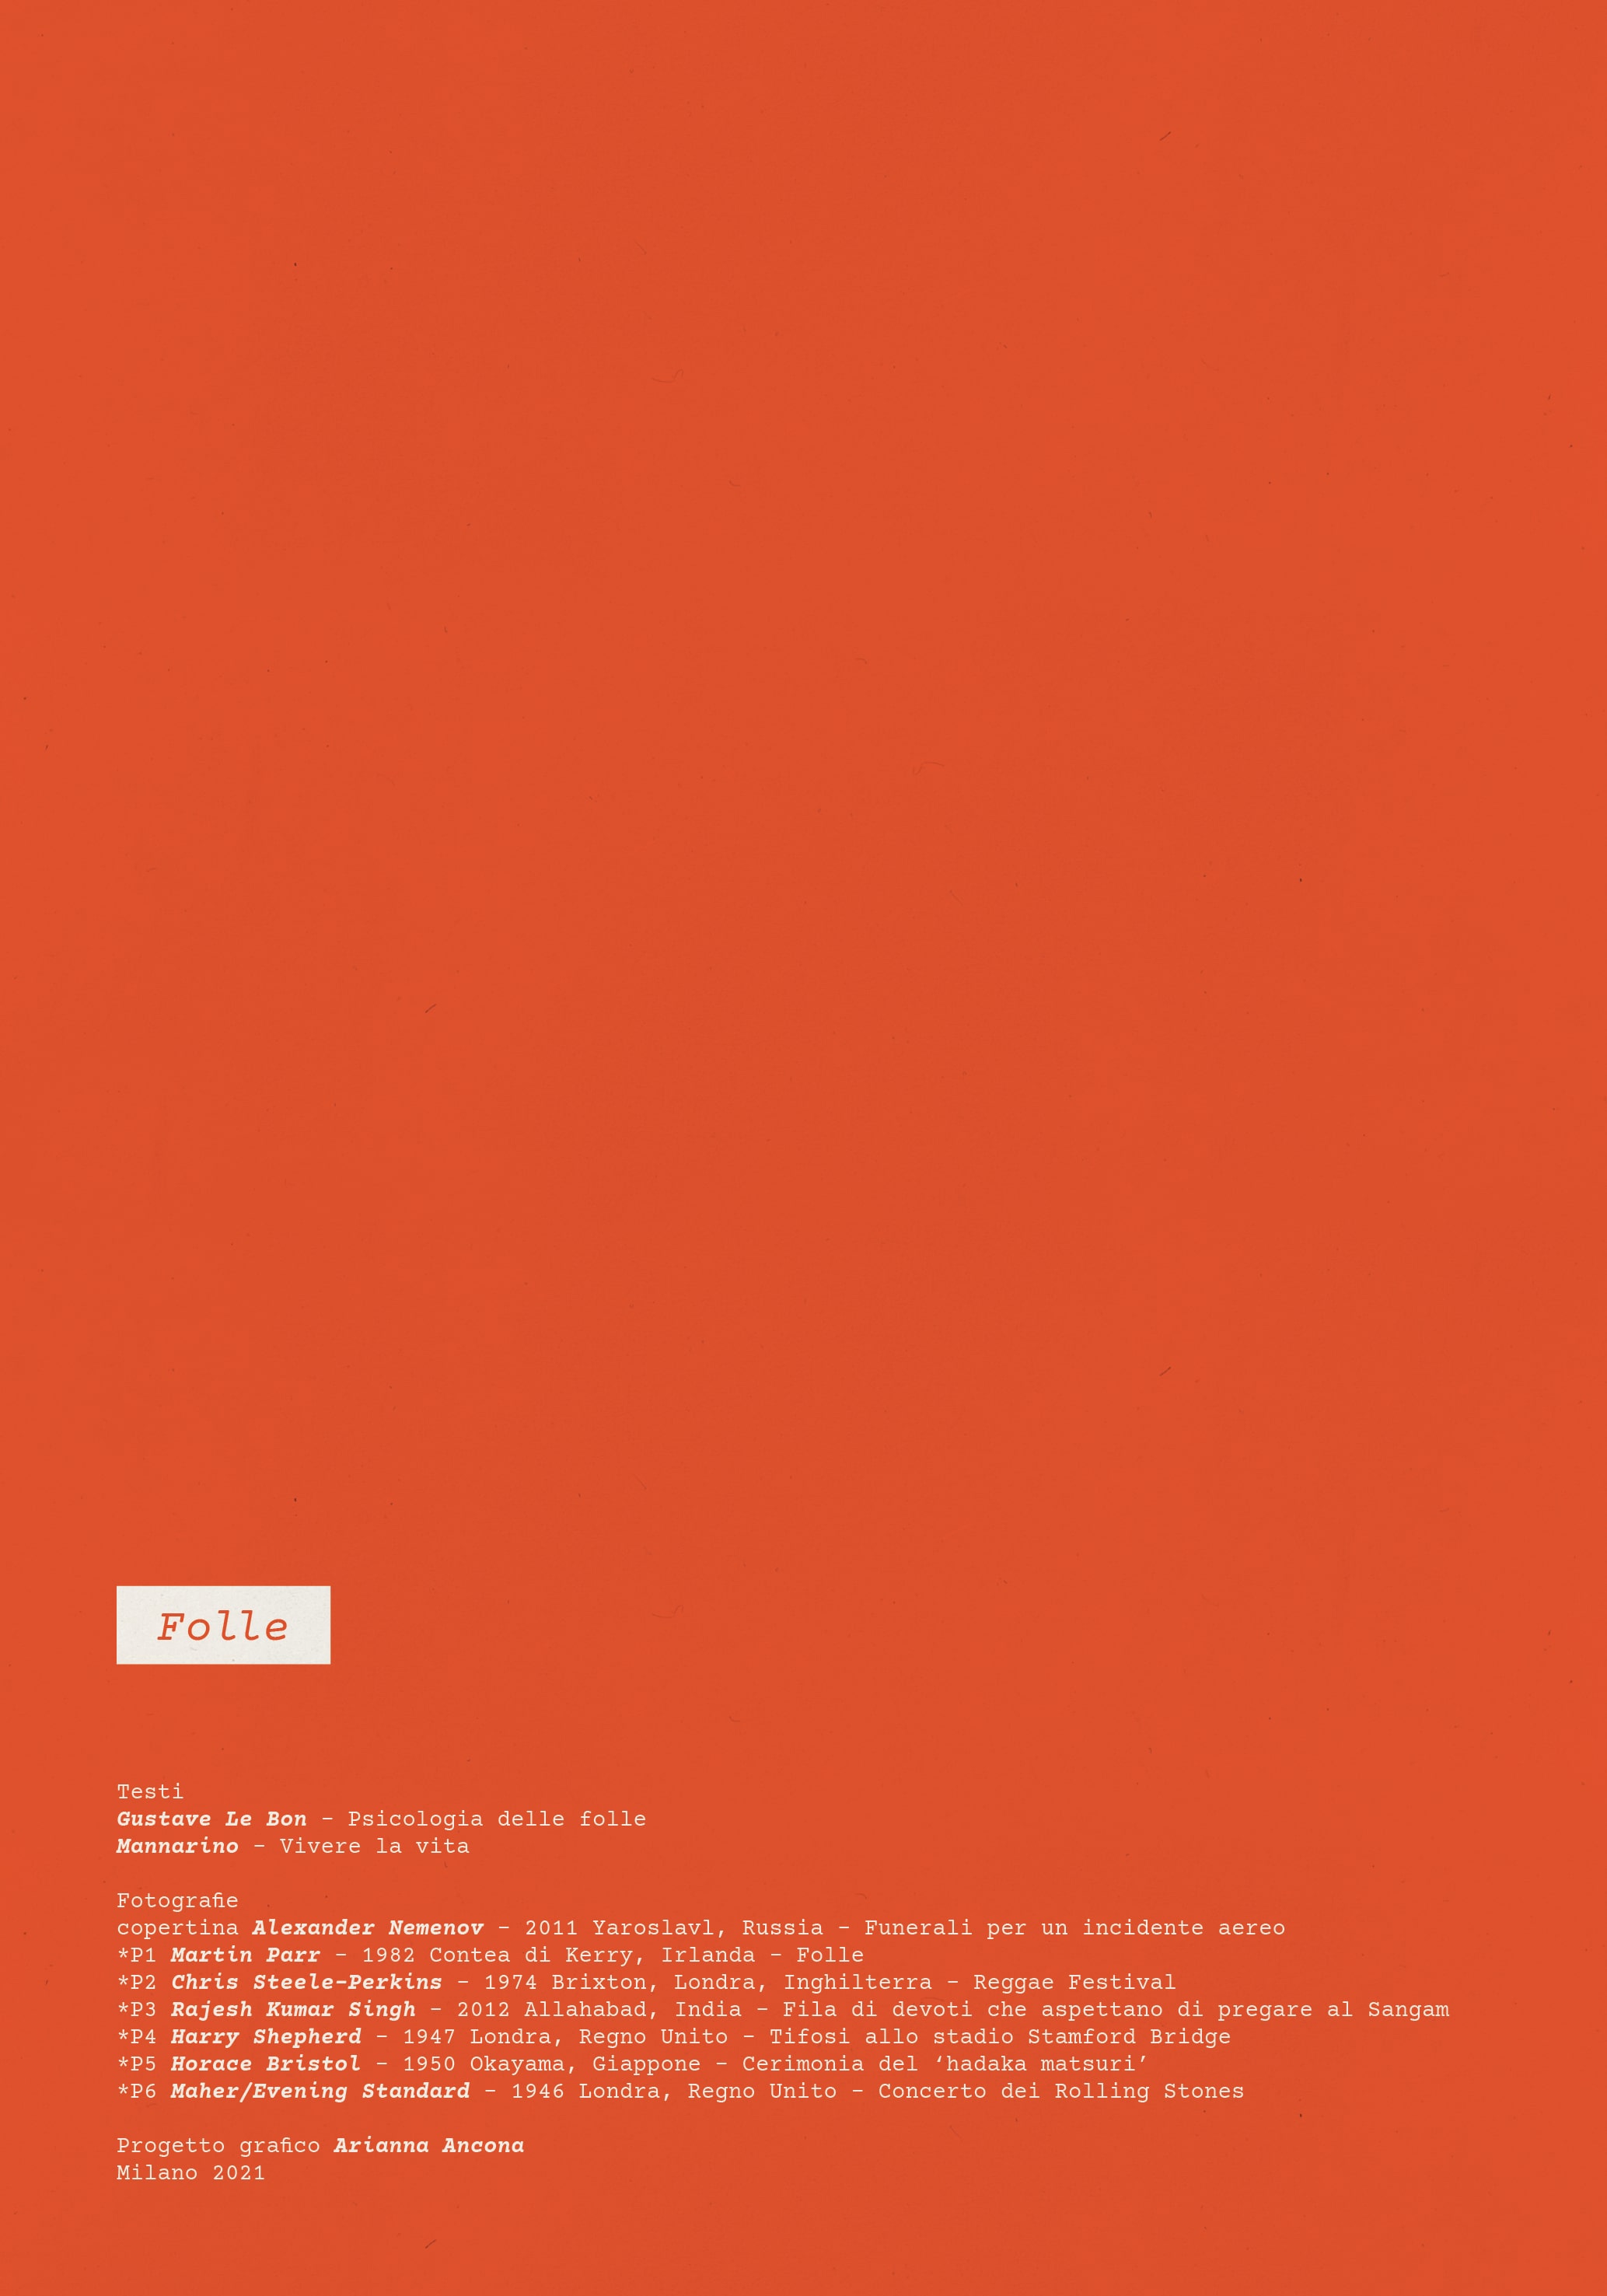 Folle
Testi
Gustave Le Bon – Psicologia delle folle
Mannarino – Vivere la vita
Fotografie
copertina Alexander Nemenov – 2011 Yaroslavl, Russia – Funerali per un incidente aereo
*P1 Martin Parr – 1982 Contea di Kerry, Irlanda – Folle
*P2 Chris Steele-Perkins – 1974 Brixton, Londra, Inghilterra – Reggae Festival
*P3 Rajesh Kumar Singh – 2012 Allahabad, India – Fila di devoti che aspettano di pregare al Sangam
*P4 Harry Shepherd – 1947 Londra, Regno Unito – Tifosi allo stadio Stamford Bridge
*P5 Horace Bristol – 1950 Okayama, Giappone – Cerimonia del ‘hadaka matsuri’
*P6 Maher/Evening Standard – 1946 Londra, Regno Unito – Concerto dei Rolling Stones
Progetto grafico Arianna Ancona
Milano 2021